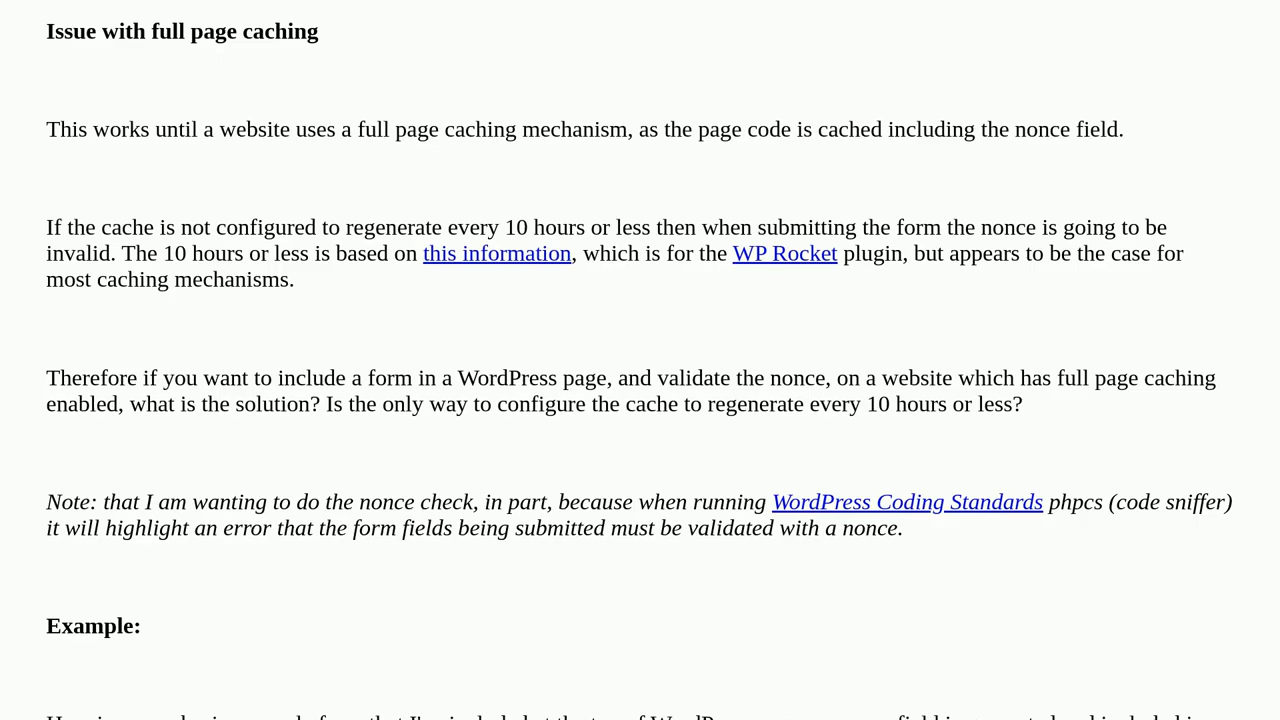 Issue with full page caching
This works until a website uses a full page caching mechanism, as the page code is cached including the nonce field.
If the cache is not configured to regenerate every 10 hours or less then when submitting the form the nonce is going to be
invalid. The 10 hours or less is based on this information, which is for the WP Rocket plugin, but appears to be the case for
most caching mechanisms.
Therefore if you want to include a form in a WordPress page, and validate the nonce, on a website which has full page caching
enabled, what is the solution? Is the only way to configure the cache to regenerate every 10 hours or less?
Note: that I am wanting to do the nonce check, in part, because when running WordPress Coding Standards phpcs (code sniffer)
it will highlight an error that the form fields being submitted must be validated with a nonce.
Example: